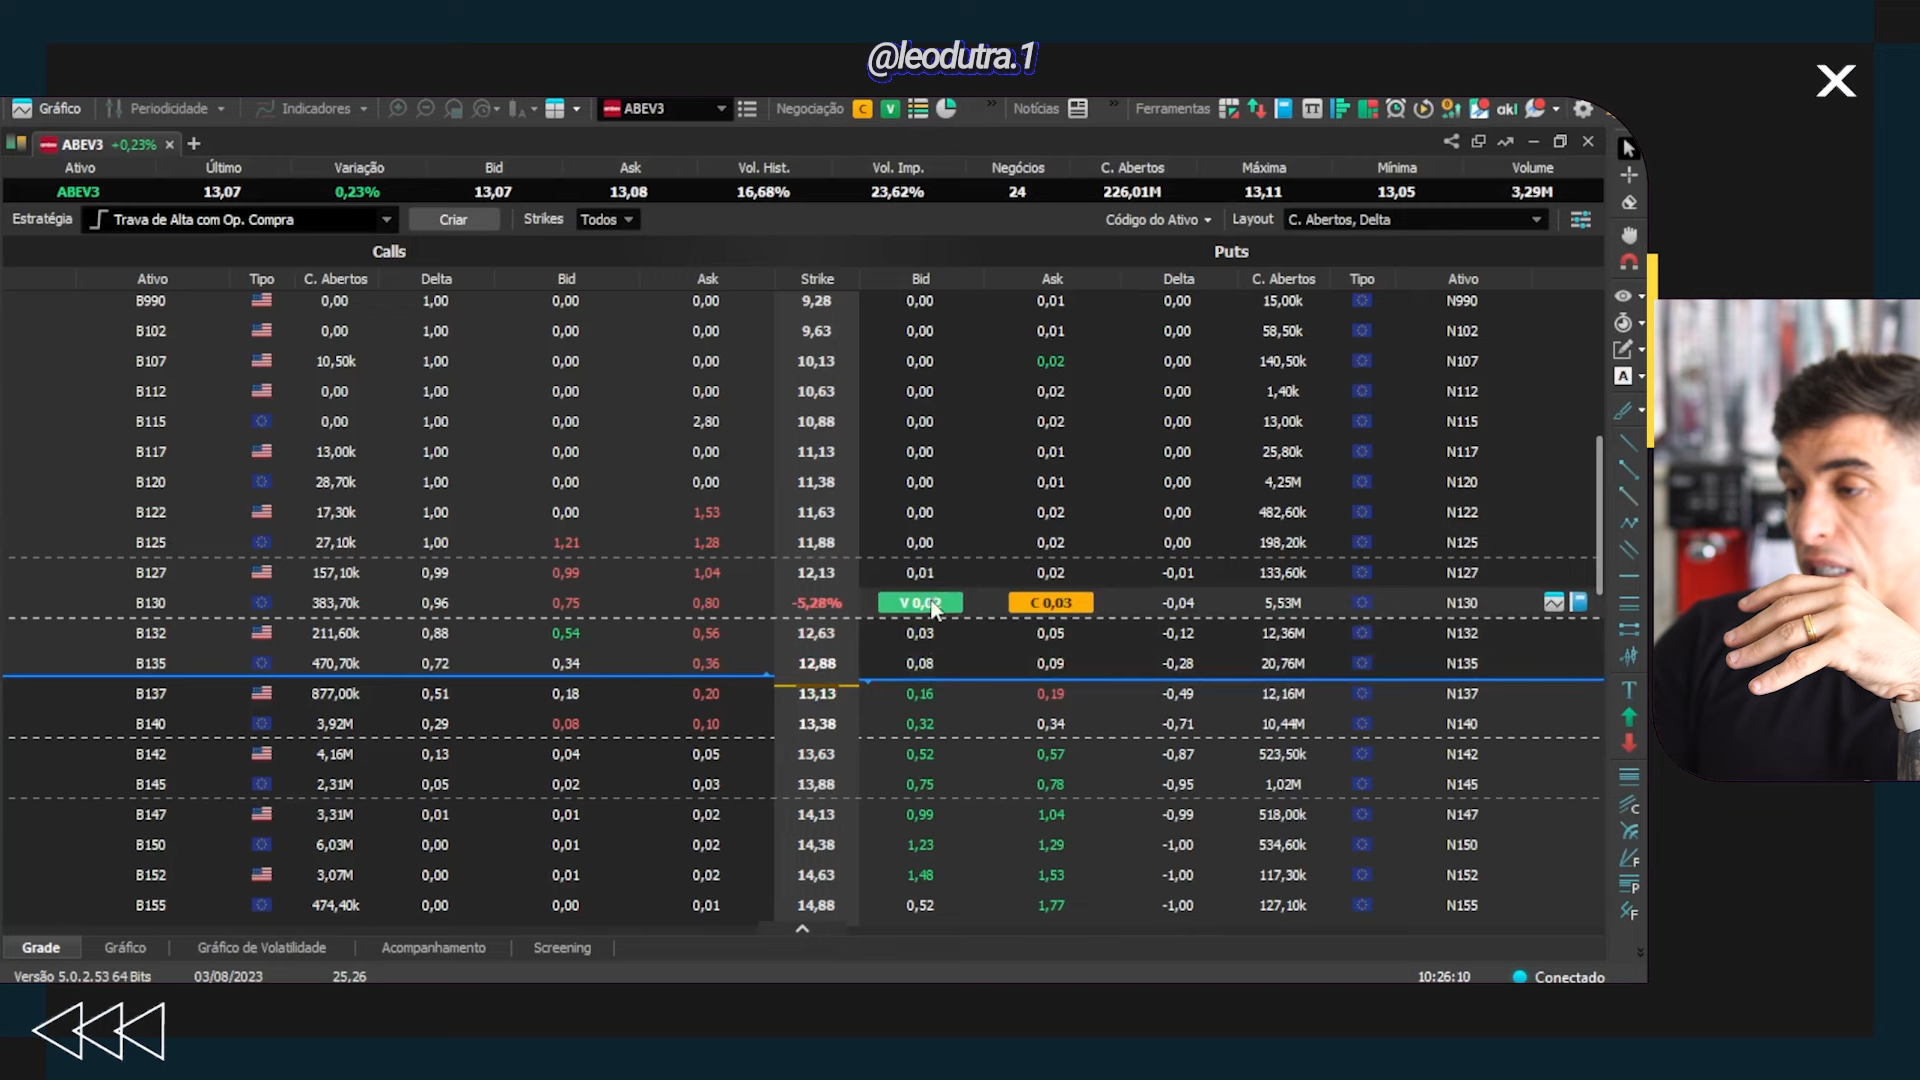 @leodutra.1
Gráfico Periodicidade Indicadores ABEV3 Negociação C V Notícias Ferramentas akl
ABEV3 +0,23%
Ativo Último Variação Bid Ask Vol. Hist. Vol. Imp. Negócios C. Abertos Máxima Mínima Volume
ABEV3 13,07 0,23% 13,07 13,08 16,68% 23,62% 24 226,01M 13,11 13,05 3,29M
Estratégia Trava de Alta com Op. Compra Criar Strikes Todos Código do Ativo Layout C. Abertos, Delta
Calls Puts
Ativo Tipo C. Abertos Delta Bid Ask Strike Bid Ask Delta C. Abertos Tipo Ativo
B990 0,00 1,00 0,00 0,00 9,28 0,00 0,01 0,00 15,00k N990
B102 0,00 1,00 0,00 0,00 9,63 0,00 0,01 0,00 58,50k N102
B107 10,50k 1,00 0,00 0,00 10,13 0,00 0,02 0,00 140,50k N107
B112 0,00 1,00 0,00 0,00 10,63 0,00 0,02 0,00 1,40k N112
B115 0,00 1,00 0,00 2,80 10,88 0,00 0,02 0,00 13,00k N115
B117 13,00k 1,00 0,00 0,00 11,13 0,00 0,01 0,00 25,80k N117
B120 28,70k 1,00 0,00 0,00 11,38 0,00 0,01 0,00 4,25M N120
B122 17,30k 1,00 0,00 1,53 11,63 0,00 0,02 0,00 482,60k N122
B125 27,10k 1,00 1,21 1,28 11,88 0,00 0,02 0,00 198,20k N125
B127 157,10k 0,99 0,99 1,04 12,13 0,01 0,02 -0,01 133,60k N127
B130 383,70k 0,96 0,75 0,80 -5,28% V C 0,03 -0,04 5,53M N130
B132 211,60k 0,88 0,54 0,56 12,63 0,03 0,05 -0,12 12,36M N132
B135 470,70k 0,72 0,34 0,36 12,88 0,08 0,09 -0,28 20,76M N135
B137 877,00k 0,51 0,18 0,20 13,13 0,16 0,19 -0,49 12,16M N137
B140 3,92M 0,29 0,08 0,10 13,38 0,32 0,34 -0,71 10,44M N140
B142 4,16M 0,13 0,04 0,05 13,63 0,52 0,57 -0,87 523,50k N142
B145 2,31M 0,05 0,02 0,03 13,88 0,75 0,78 -0,95 1,02M N145
B147 3,31M 0,01 0,01 0,02 14,13 0,99 1,04 -0,99 518,00k N147
B150 6,03M 0,00 0,01 0,02 14,38 1,23 1,29 -1,00 534,60k N150
B152 3,07M 0,00 0,01 0,02 14,63 1,48 1,53 -1,00 117,30k N152
B155 474,40k 0,00 0,00 0,01 14,88 0,52 1,77 -1,00 127,10k N155
Grade Gráfico Gráfico de Volatilidade Acompanhamento Screening
Versão 5.0.2.53 64 Bits 03/08/2023 25,26 10:26:10 Conectado